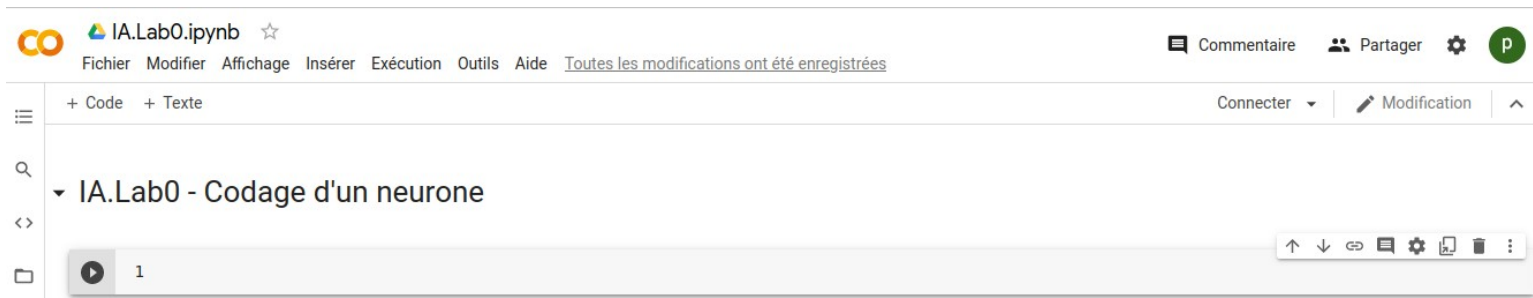 IA.Lab0.ipynb
Fichier Modifier Affichage Insérer Exécution Outils Aide Toutes les modifications ont été enregistrées
Commentaire Partager p
+ Code + Texte
Connecter Modification
IA.Lab0 - Codage d'un neurone
1